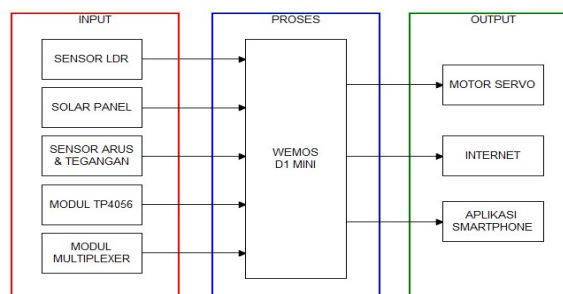 INPUT
PROSES
OUTPUT
SENSOR LDR
SOLAR PANEL
SENSOR ARUS
& TEGANGAN
MODUL TP4056
MODUL
MULTIPLEXER
WEMOS
D1 MINI
MOTOR SERVO
INTERNET
APLIKASI
SMARTPHONE